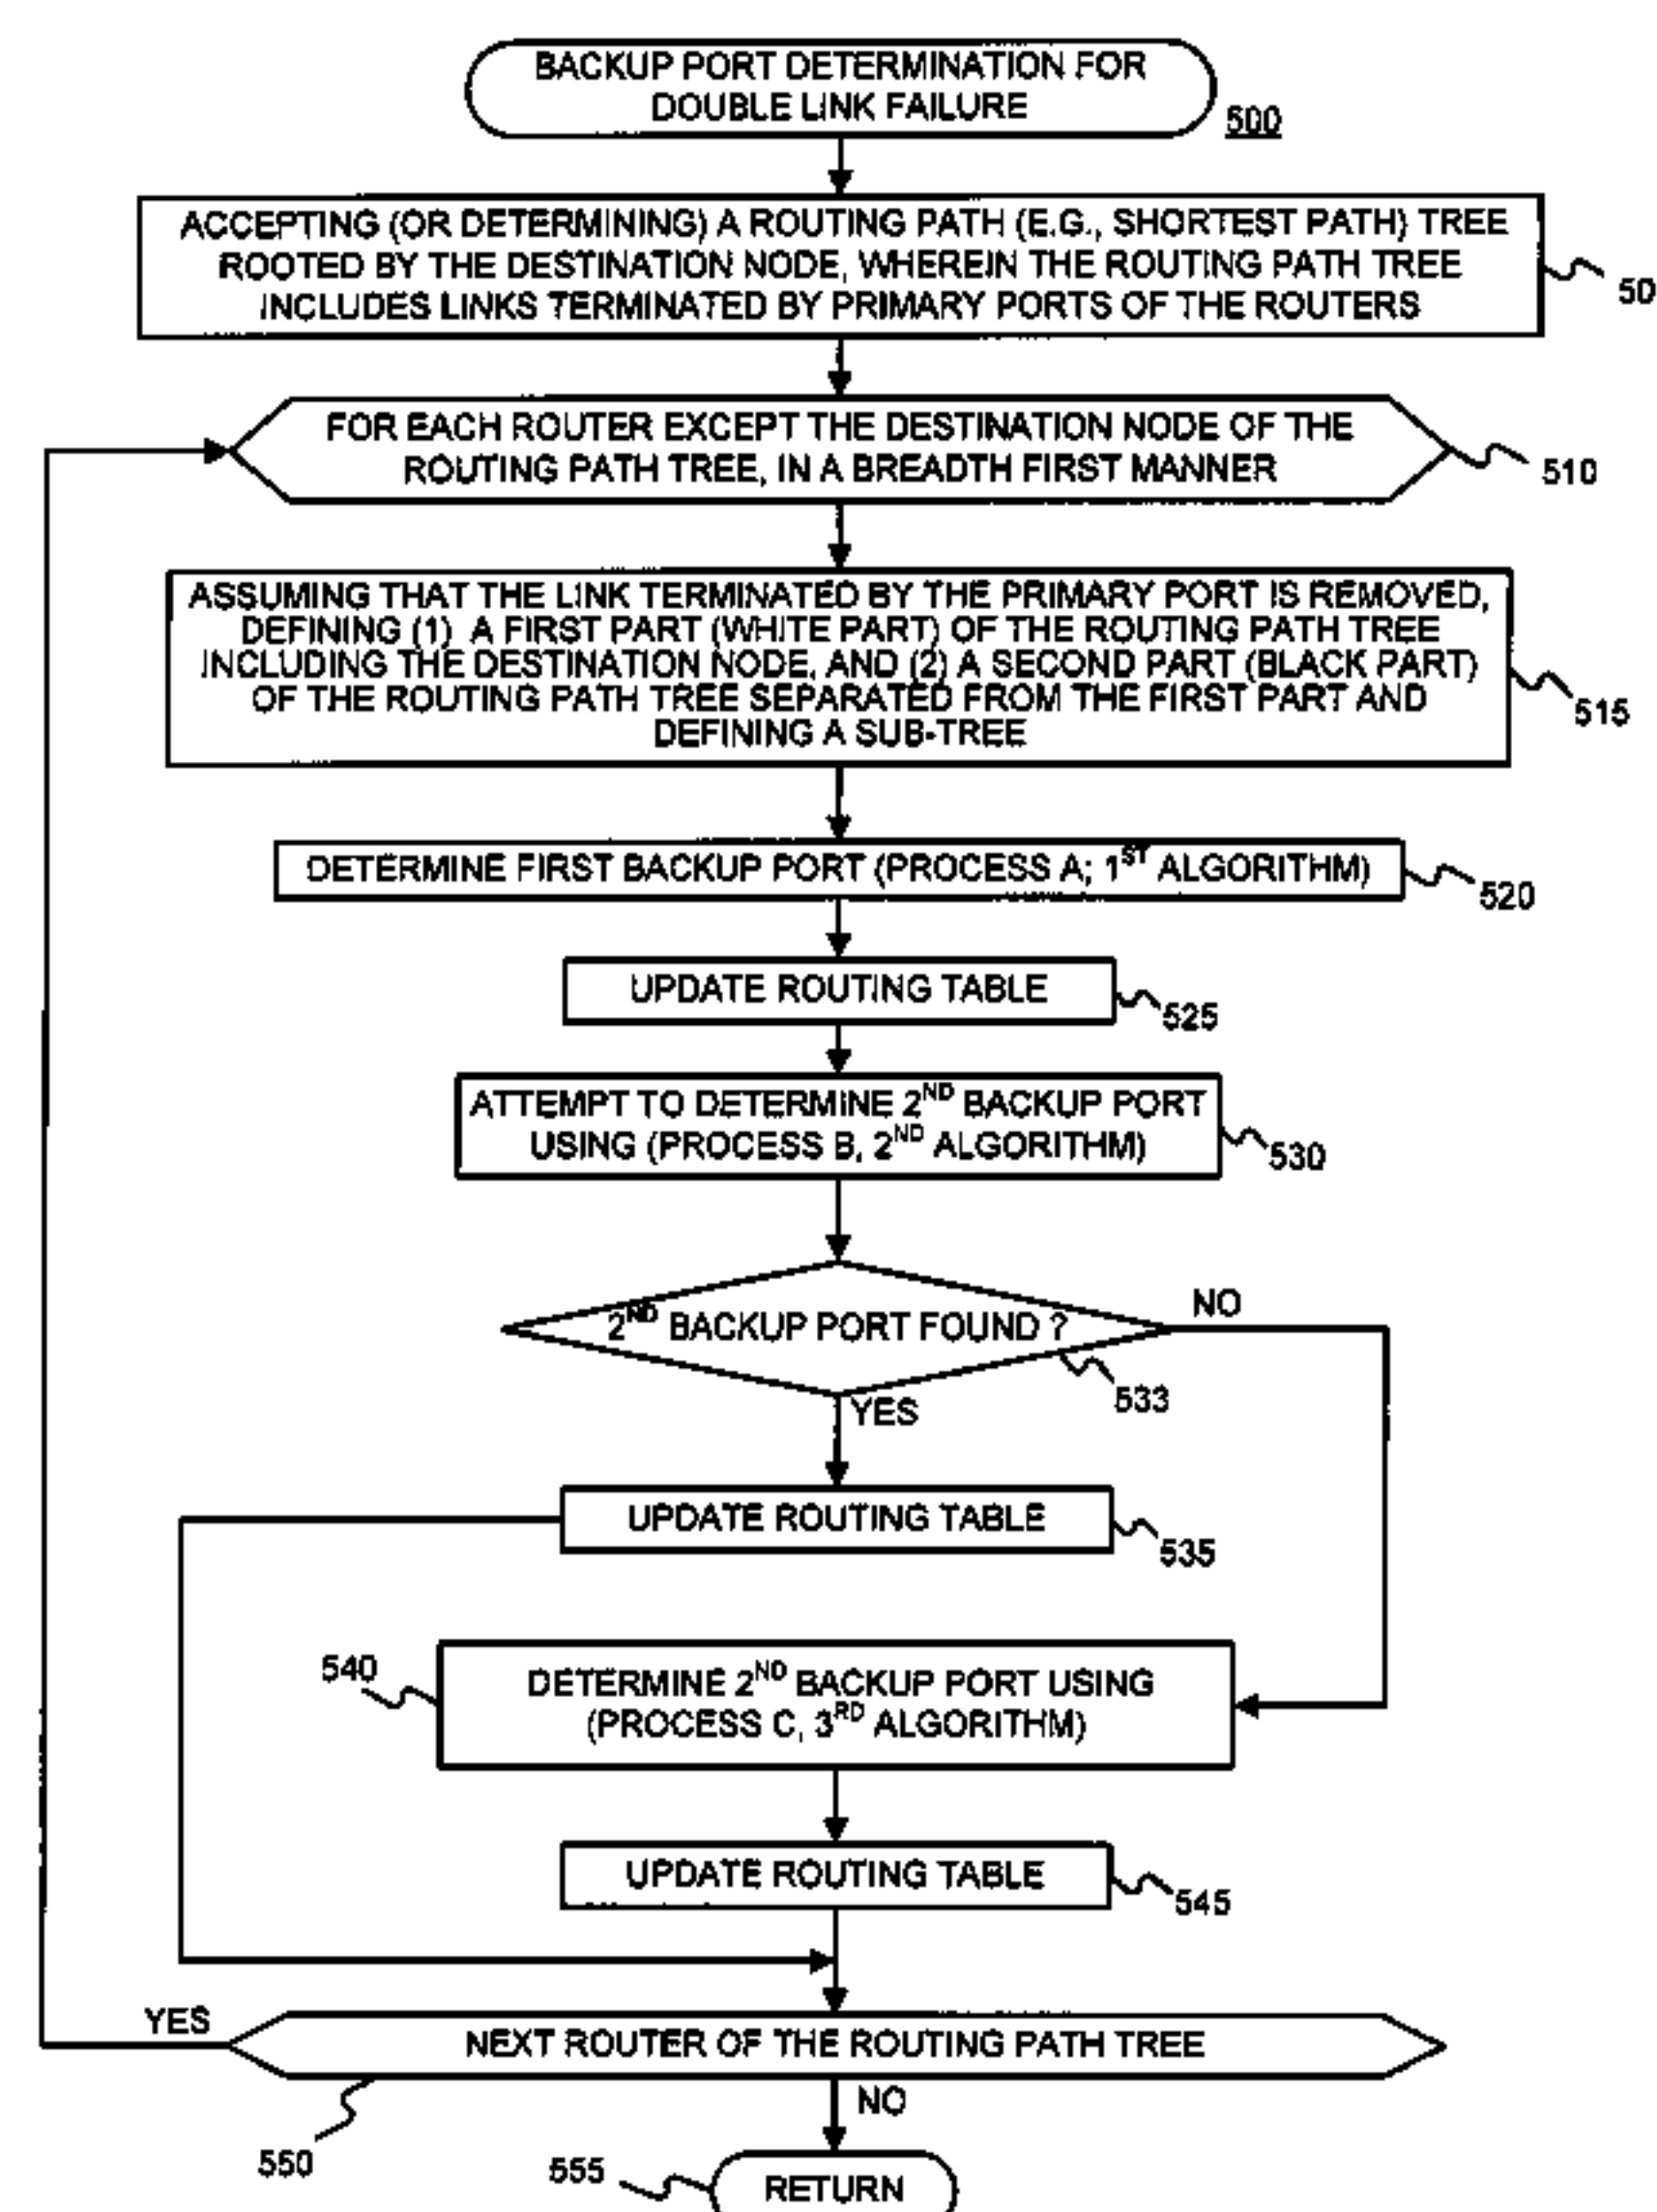 BACKUP PORT DETERMINATION FOR
DOUBLE LINK FAILURE
500
ACCEPTING (OR DETERMINING) A ROUTING PATH (E.G., SHORTEST PATH) TREE
ROOTED BY THE DESTINATION NODE, WHEREIN THE ROUTING PATH TREE
INCLUDES LINKS TERMINATED BY PRIMARY PORTS OF THE ROUTERS
50
FOR EACH ROUTER EXCEPT THE DESTINATION NODE OF THE
ROUTING PATH TREE, IN A BREADTH FIRST MANNER
510
ASSUMING THAT THE LINK TERMINATED BY THE PRIMARY PORT IS REMOVED,
DEFINING (1) A FIRST PART (WHITE PART) OF THE ROUTING PATH TREE
INCLUDING THE DESTINATION NODE, AND (2) A SECOND PART (BLACK PART)
OF THE ROUTING PATH TREE SEPARATED FROM THE FIRST PART AND
DEFINING A SUB-TREE
515
DETERMINE FIRST BACKUP PORT (PROCESS A; 1ST ALGORITHM)
520
UPDATE ROUTING TABLE
525
ATTEMPT TO DETERMINE 2ND BACKUP PORT
USING (PROCESS B, 2ND ALGORITHM)
530
2ND BACKUP PORT FOUND ?
NO
533
YES
UPDATE ROUTING TABLE
535
540
DETERMINE 2ND BACKUP PORT USING
(PROCESS C, 3RD ALGORITHM)
UPDATE ROUTING TABLE
545
YES
NEXT ROUTER OF THE ROUTING PATH TREE
NO
550
555
RETURN